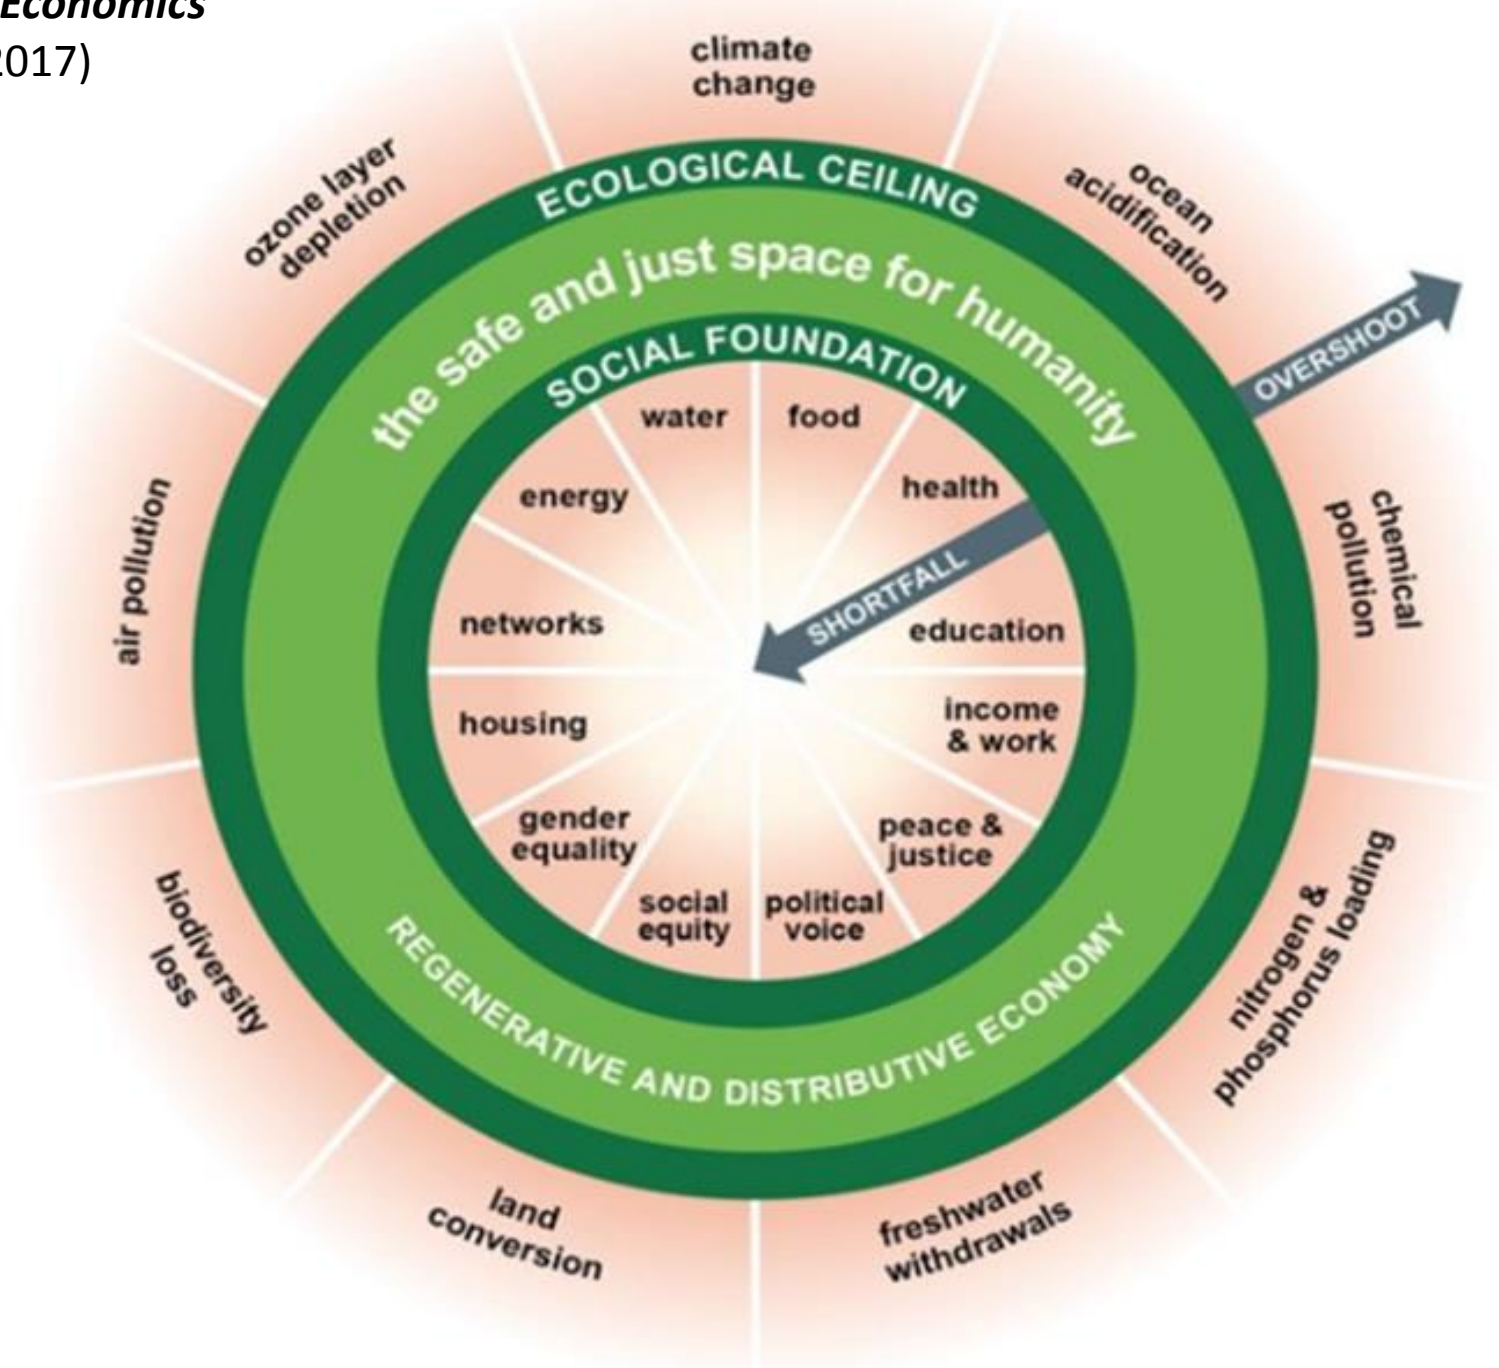 Economics
2017)
climate
change
ozone layer
depletion
ocean
acidification
ECOLOGICAL CEILING
the safe and just space for humanity
OVERSHOOT
SOCIAL FOUNDATION
water
food
energy
health
SHORTFALL
air pollution
chemical
pollution
networks
education
housing
income
& work
gender
equality
peace &
justice
social
equity
political
voice
biodiversity
loss
nitrogen &
phosphorus loading
REGENERATIVE AND DISTRIBUTIVE ECONOMY
land
conversion
freshwater
withdrawals